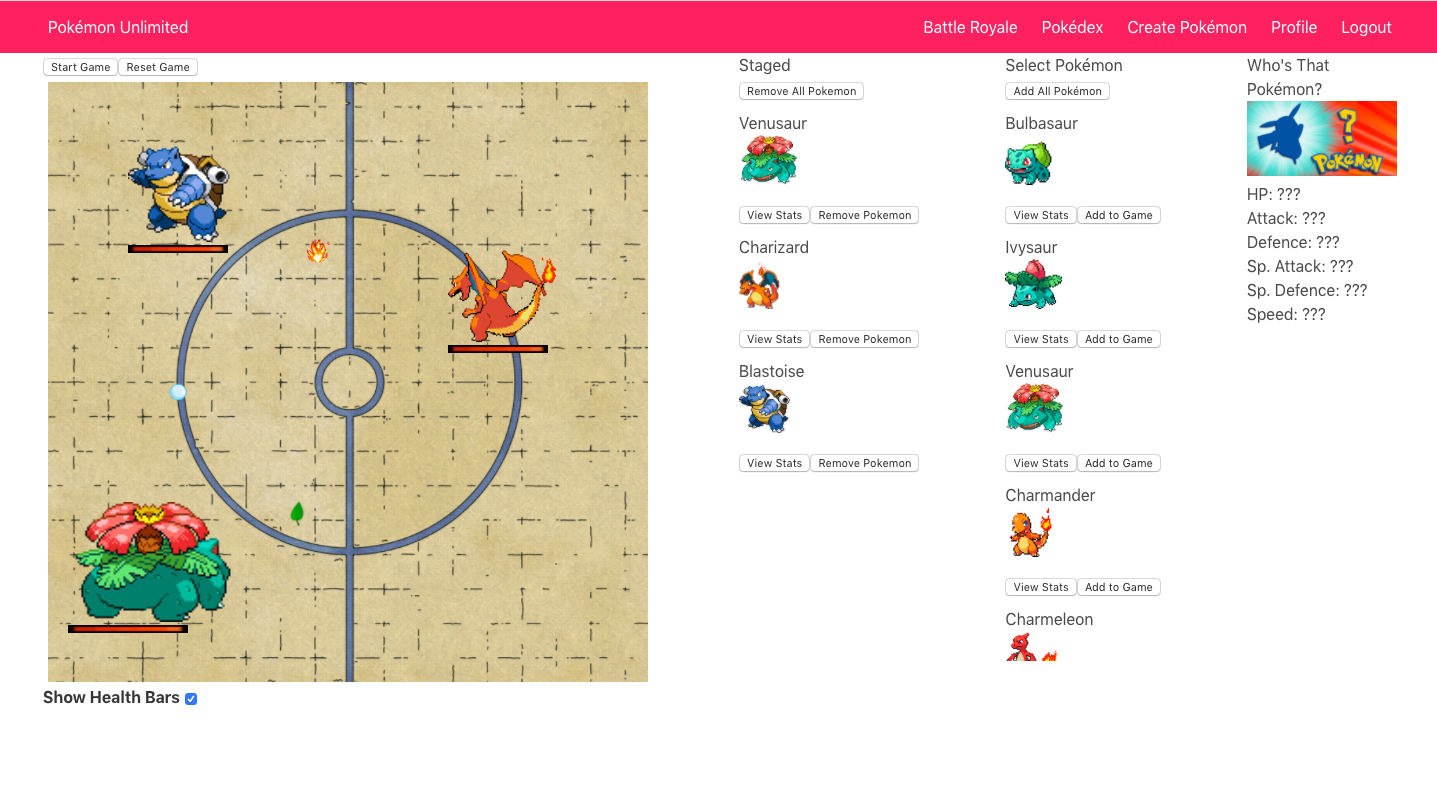 Pokémon Unlimited
Battle Royale Pokédex Create Pokémon Profile Logout
Start Game Reset Game
Staged
Remove All Pokemon
Venusaur
View Stats Remove Pokemon
Charizard
View Stats Remove Pokemon
Blastoise
View Stats Remove Pokemon
Select Pokémon
Add All Pokémon
Bulbasaur
View Stats Add to Game
Ivysaur
View Stats Add to Game
Venusaur
View Stats Add to Game
Charmander
View Stats Add to Game
Charmeleon
Who's That
Pokémon?
?
POKéMON
HP: ???
Attack: ???
Defence: ???
Sp. Attack: ???
Sp. Defence: ???
Speed: ???
Show Health Bars